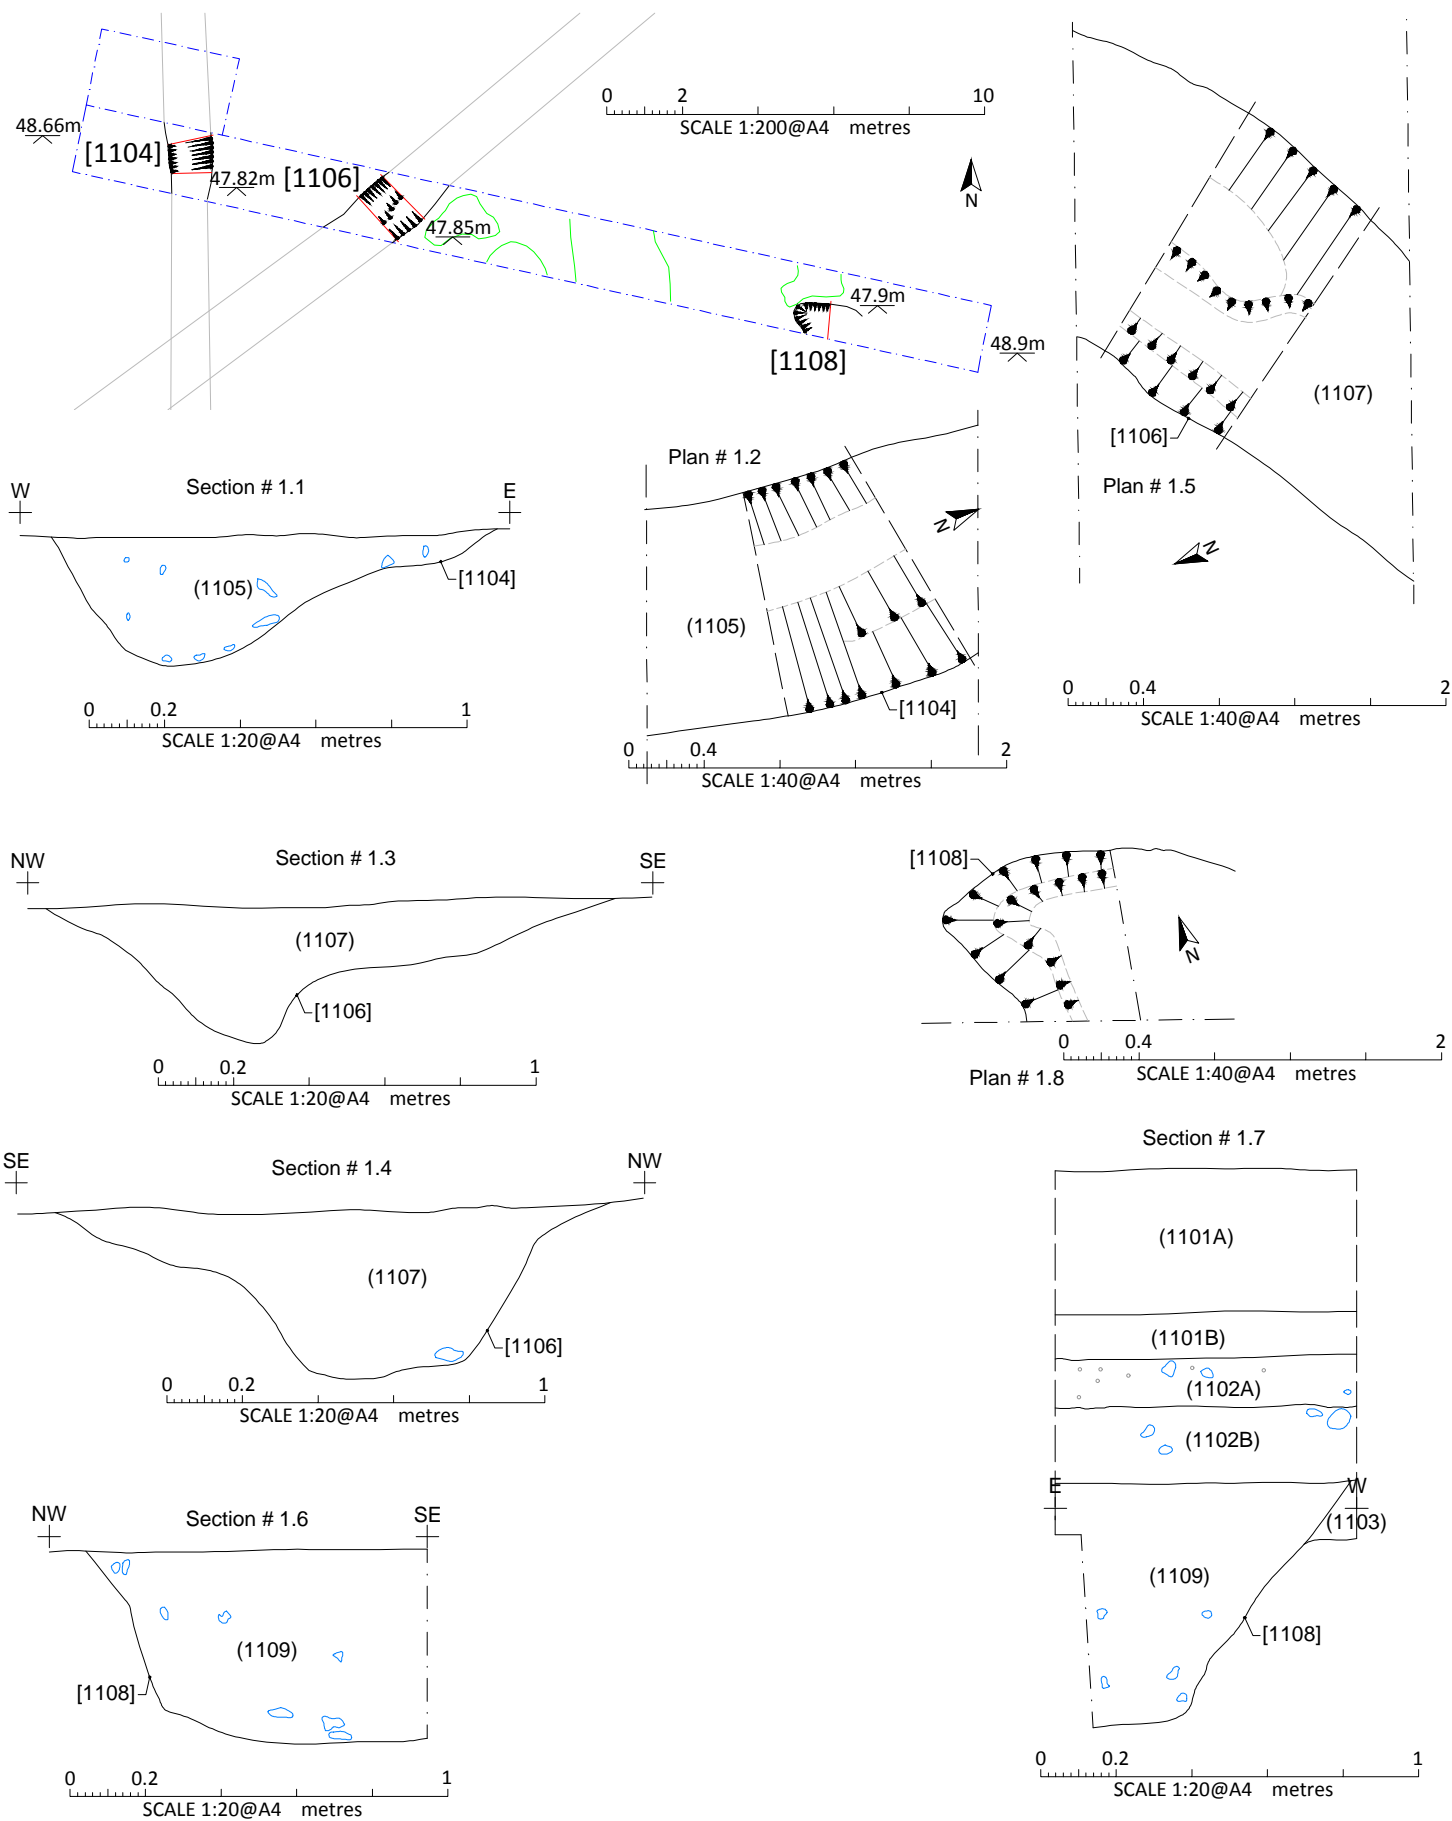 48.66m
[1104]
47.82m
[1106]
47.85m
47.9m
[1108]
48.9m
0 2 10
SCALE 1:200@A4 metres
N
(1107)
[1106]
Plan # 1.5
N
0 0.4 2
SCALE 1:40@A4 metres
Section # 1.1
W E
(1105)
[1104]
0 0.2 1
SCALE 1:20@A4 metres
Plan # 1.2
N
(1105)
[1104]
0 0.4 2
SCALE 1:40@A4 metres
Section # 1.3
NW SE
(1107)
[1106]
0 0.2 1
SCALE 1:20@A4 metres
[1108]
N
0 0.4 2
Plan # 1.8
SCALE 1:40@A4 metres
Section # 1.4
SE NW
(1107)
[1106]
0 0.2 1
SCALE 1:20@A4 metres
Section # 1.7
(1101A)
(1101B)
(1102A)
(1102B)
E W
(1103)
(1109)
[1108]
0 0.2 1
SCALE 1:20@A4 metres
Section # 1.6
NW SE
(1109)
[1108]
0 0.2 1
SCALE 1:20@A4 metres